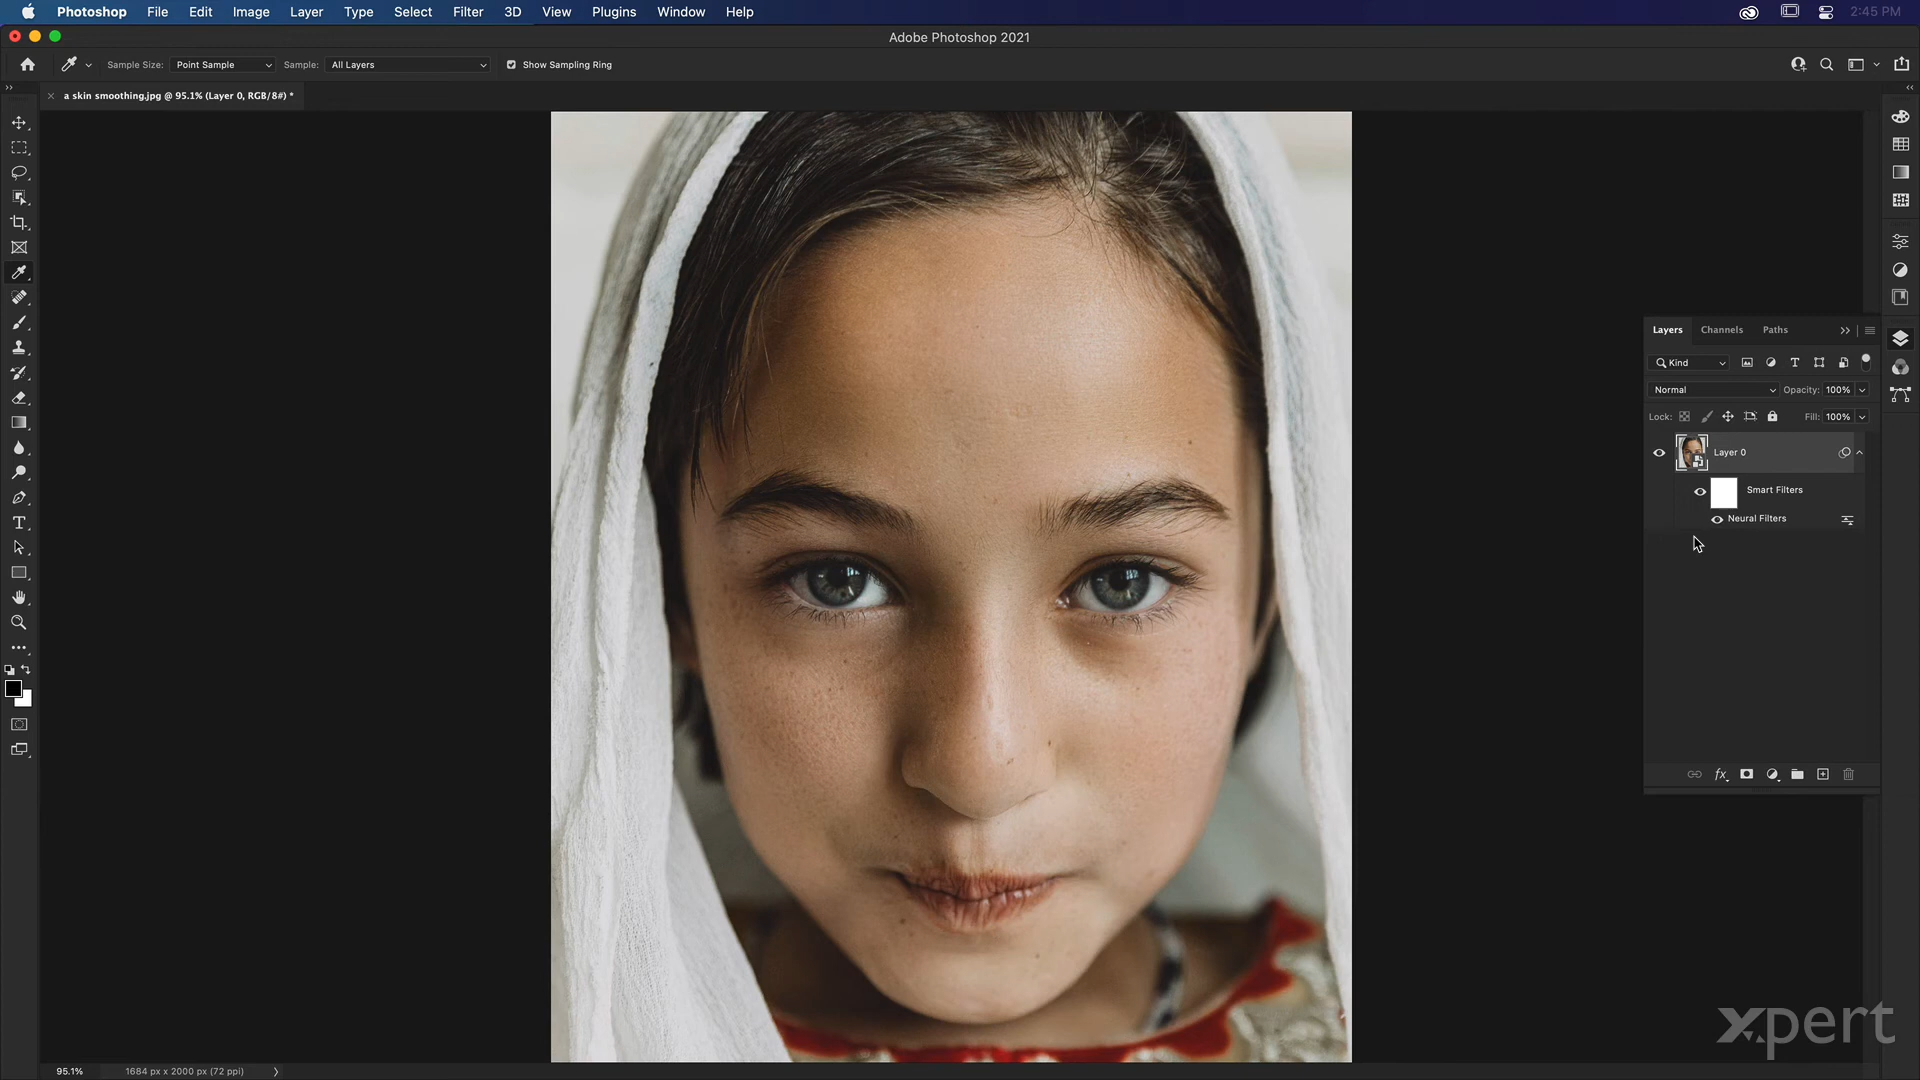 Photoshop File Edit Image Layer Type Select Filter 3D View Plugins Window Help 2:45 PM
Adobe Photoshop 2021
Sample Size: Point Sample Sample: All Layers Show Sampling Ring
a skin smoothing.jpg @ 95.1% (Layer 0, RGB/8#) *
Layers Channels Paths
Kind
Normal Opacity: 100%
Lock: Fill: 100%
Layer 0
Smart Filters
Neural Filters
fx
xpert
95.1% 1684 px x 2000 px (72 ppi)